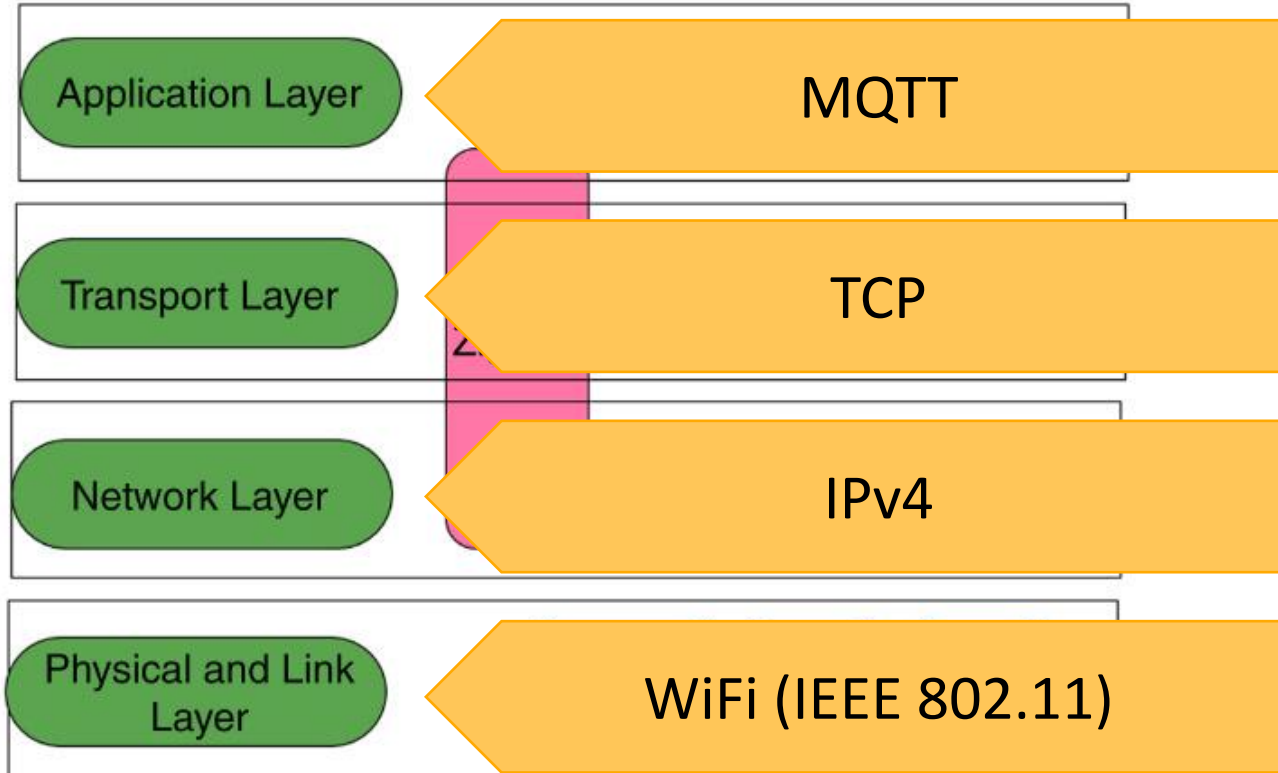 Application Layer
MQTT
Transport Layer
TCP
Network Layer
IPv4
Physical and Link
Layer
WiFi (IEEE 802.11)